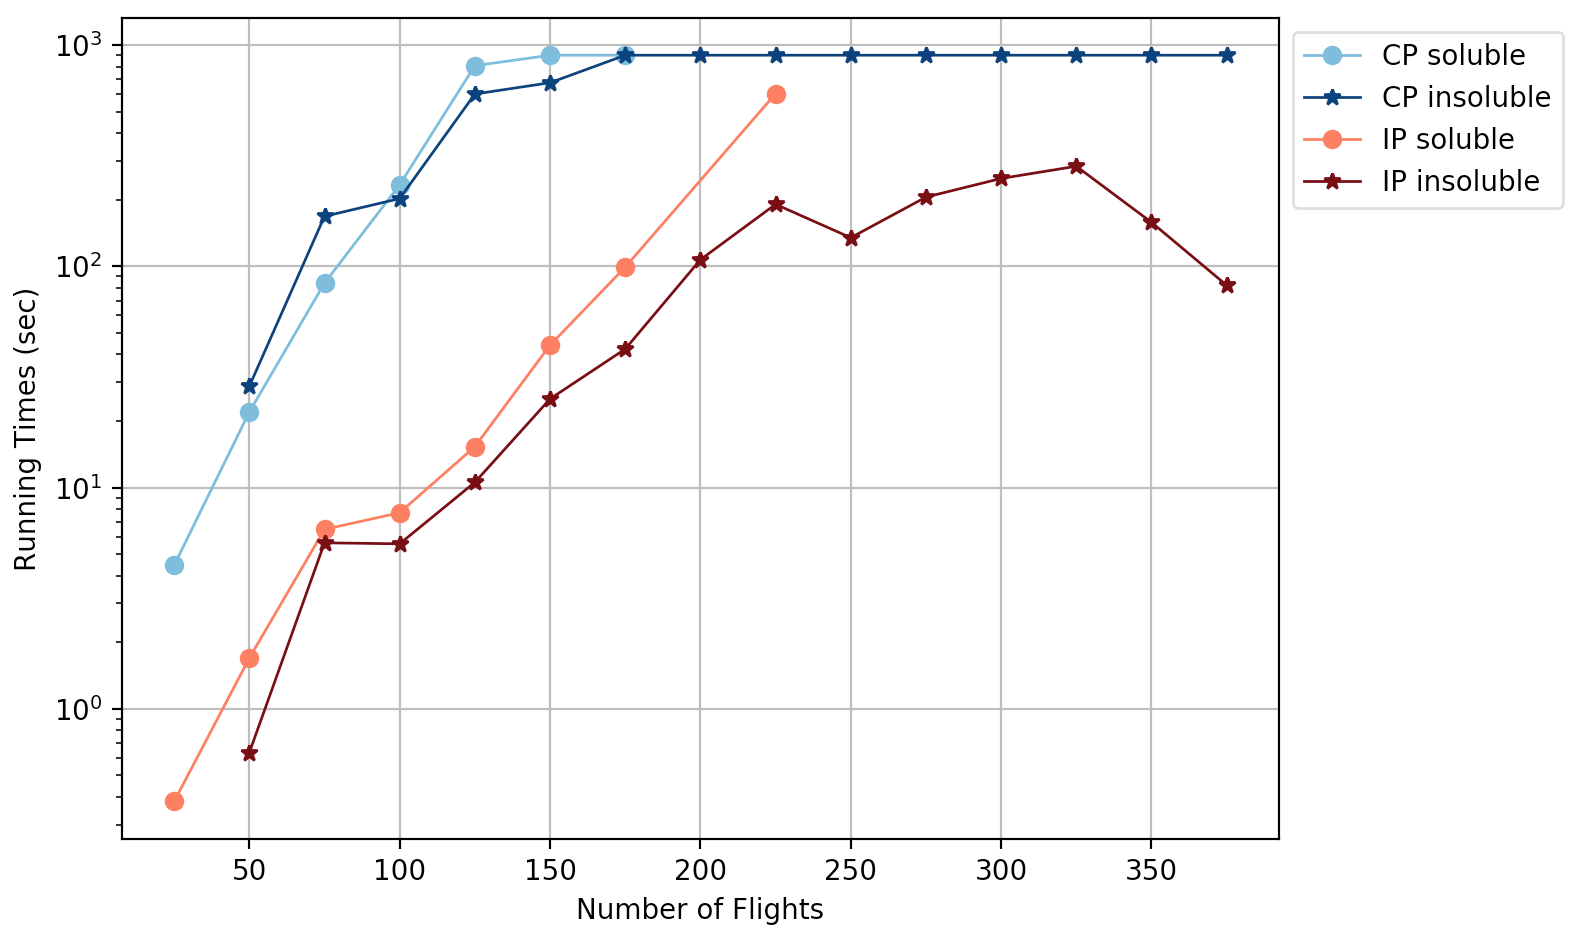 10³
10²
10¹
10⁰
Running Times (sec)
50 100 150 200 250 300 350
Number of Flights
CP soluble
CP insoluble
IP soluble
IP insoluble